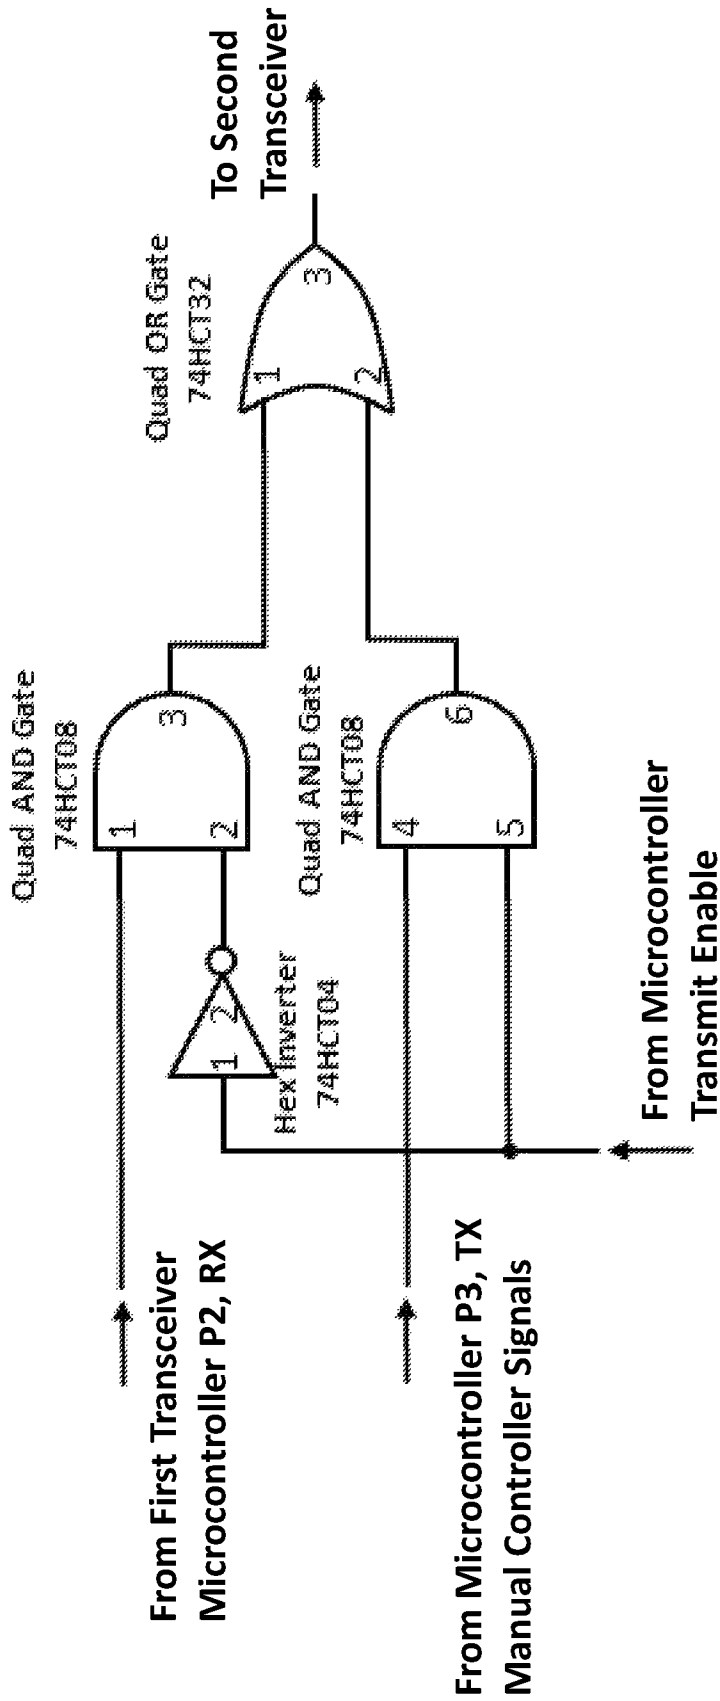 From First Transceiver
Microcontroller P2, RX
From Microcontroller P3, TX
Manual Controller Signals
From Microcontroller
Transmit Enable
Hex Inverter
74HCT04
1
2
Quad AND Gate
74HCT08
1
2
3
Quad AND Gate
74HCT08
4
5
6
Quad OR Gate
74HCT32
1
2
3
To Second
Transceiver